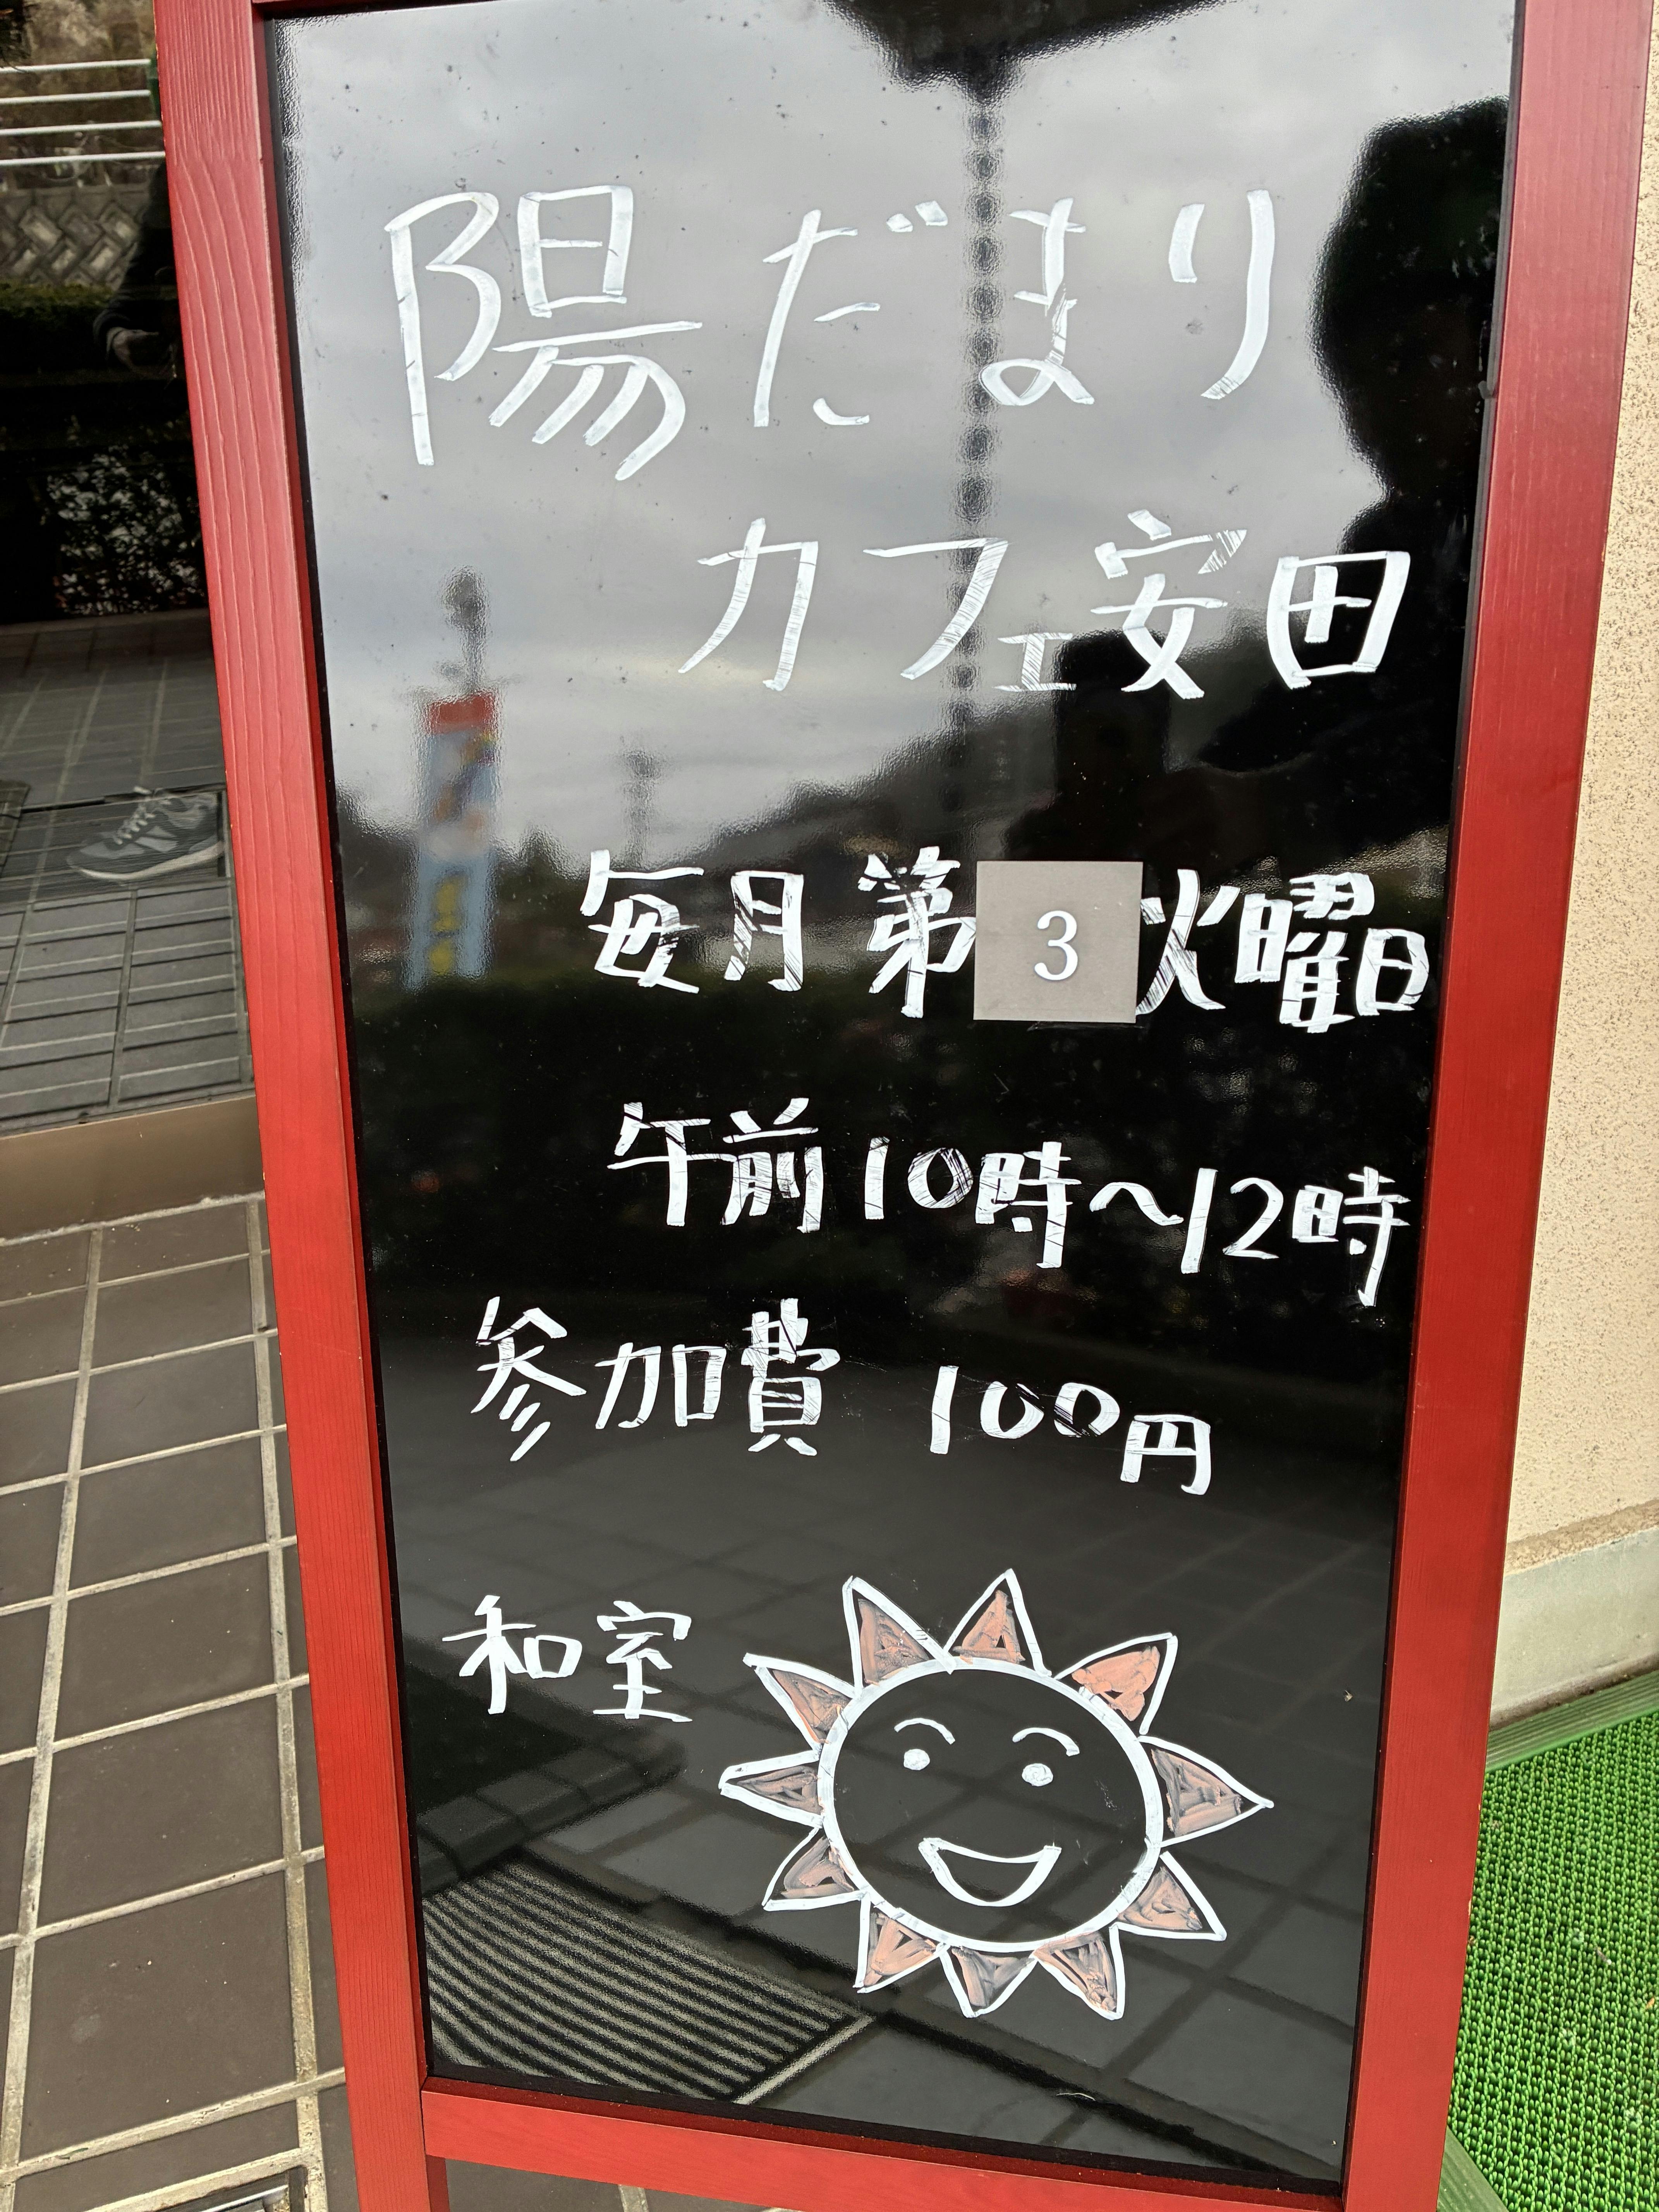 陽だまり
カフェ安田
毎月第3火曜日
午前10時～12時
参加費 100円
和室